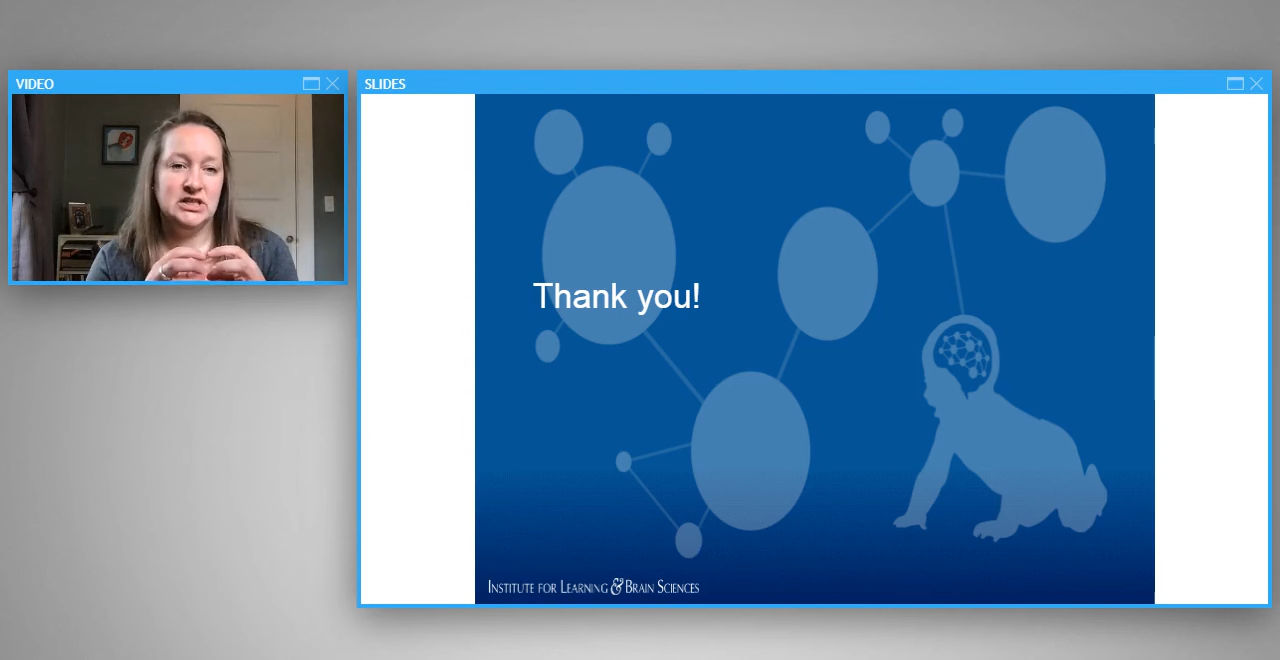 VIDEO
SLIDES
Thank you!
INSTITUTE FOR LEARNING & BRAIN SCIENCES